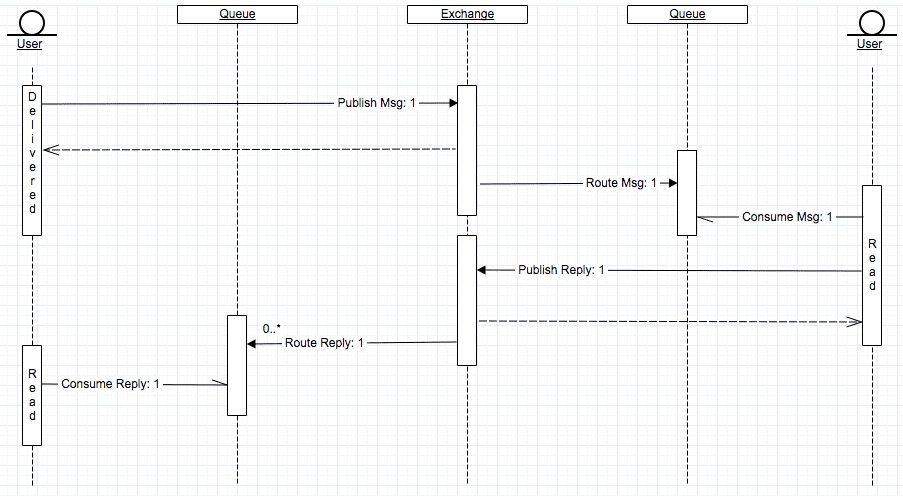 Queue
Exchange
Queue
User
User
Publish Msg: 1
Delivered
Route Msg: 1
Consume Msg: 1
Read
Publish Reply: 1
0..*
Route Reply: 1
Read
Consume Reply: 1